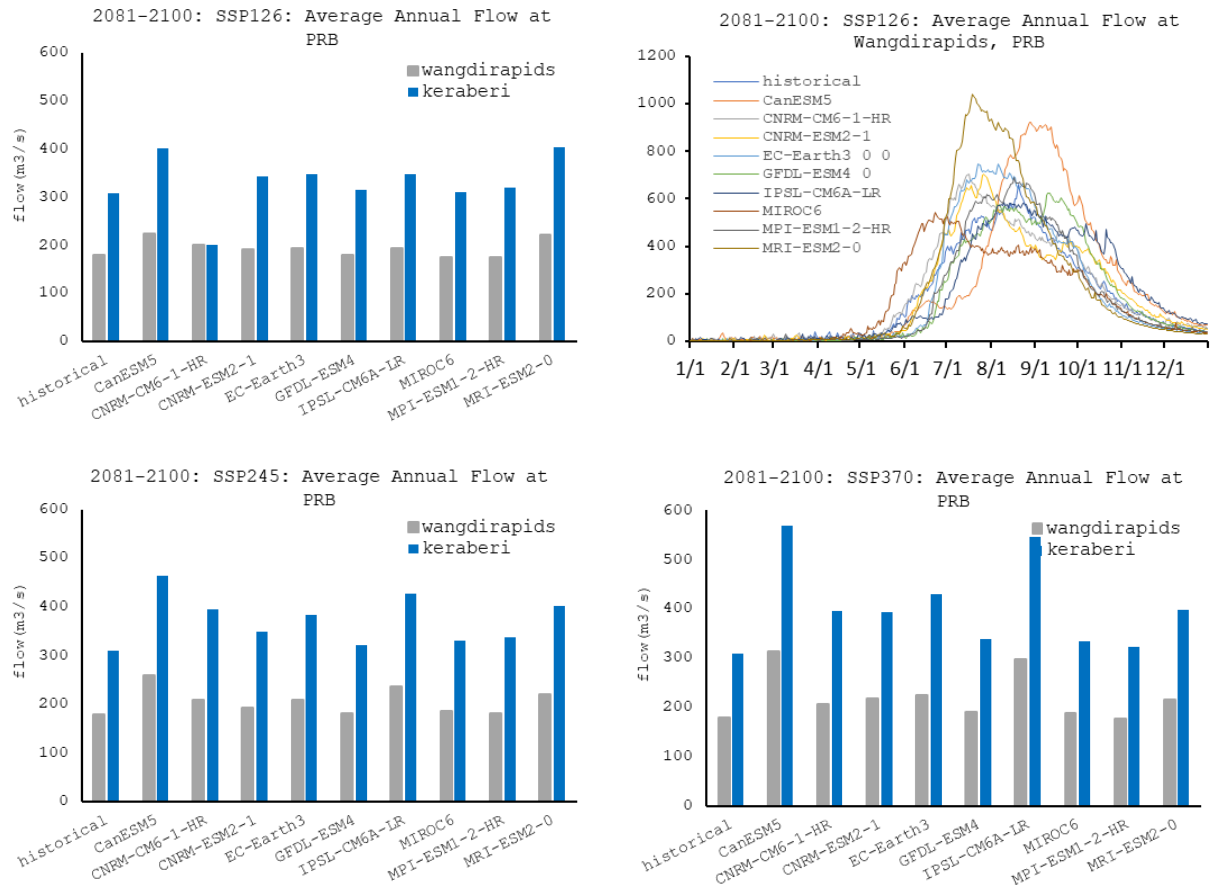 2081-2100: SSP126: Average Annual Flow at
PRB
600
500
400
300
200
100
0
flow(m3/s)
wangdirapids
keraberi
historical
CanESM5
CNRM-CM6-1-HR
CNRM-ESM2-1
EC-Earth3
GFDL-ESM4
IPSL-CM6A-LR
MIROC6
MPI-ESM1-2-HR
MRI-ESM2-0
2081-2100: SSP126: Average Annual Flow at
Wangdirapids, PRB
1200
1000
800
600
400
200
0
historical
CanESM5
CNRM-CM6-1-HR
CNRM-ESM2-1
EC-Earth3 0 0
GFDL-ESM4 0
IPSL-CM6A-LR
MIROC6
MPI-ESM1-2-HR
MRI-ESM2-0
1/1 2/1 3/1 4/1 5/1 6/1 7/1 8/1 9/1 10/1 11/1 12/1
2081-2100: SSP245: Average Annual Flow at
PRB
600
500
400
300
200
100
0
flow(m3/s)
wangdirapids
keraberi
historical
CanESM5
CNRM-CM6-1-HR
CNRM-ESM2-1
EC-Earth3
GFDL-ESM4
IPSL-CM6A-LR
MIROC6
MPI-ESM1-2-HR
MRI-ESM2-0
2081-2100: SSP370: Average Annual Flow at
PRB
600
500
400
300
200
100
0
flow(m3/s)
wangdirapids
keraberi
historical
CanESM5
CNRM-CM6-1-HR
CNRM-ESM2-1
EC-Earth3
GFDL-ESM4
IPSL-CM6A-LR
MIROC6
MPI-ESM1-2-HR
MRI-ESM2-0